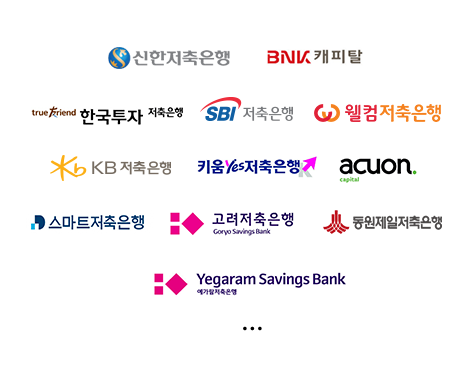 신한저축은행
BNK 캐피탈
true friend 한국투자 저축은행
SBI 저축은행
웰컴저축은행
Kb KB 저축은행
키움Yes저축은행
acuon.
capital
스마트저축은행
고려저축은행
Goryo Savings Bank
동원제일저축은행
Yegaram Savings Bank
예가람저축은행
...